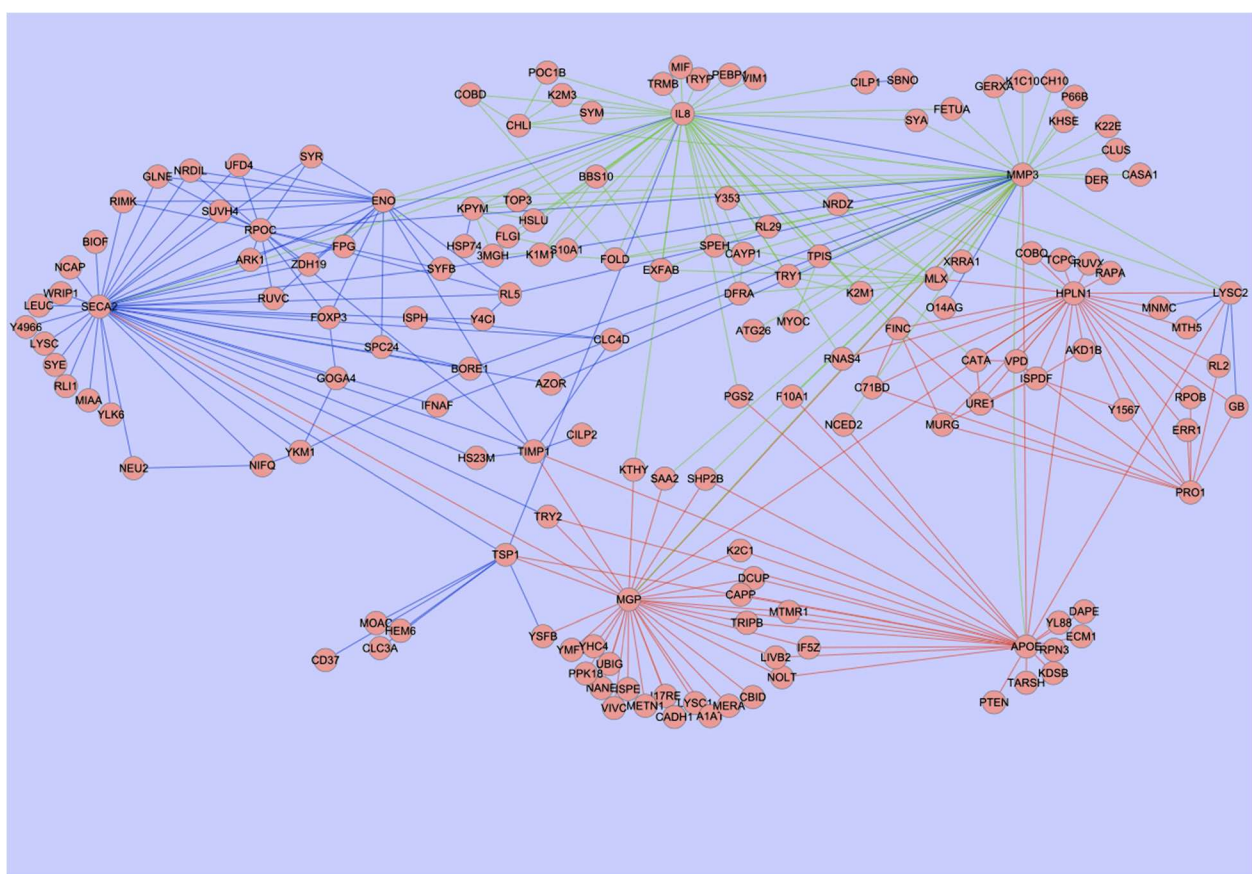 MIF
POC1B
TRYP
PEBP1
VIM1
TRMB
CILP1
SBNO
K1C10
CH10
GERXA
P66B
COBD
K2M3
SYM
IL8
CHLI
FETUA
SYA
KHSE
K22E
CLUS
SYR
UFD4
NRDIL
GLNE
BBS10
MMP3
DER
CASA1
RIMK
SUVH4
ENO
TOP3
KPYM
HSLU
Y353
NRDZ
RPOC
FLGI
RL29
BIOF
FPG
HSP74
3MGH
K1M1
S10A1
FOLD
SPEH
CAYP1
TPIS
COBQ
TCPG
RUVX
RAPA
NCAP
ARK1
ZDH19
SYFB
EXFAB
TRY1
XRRA1
MLX
WRIP1
LEUC
SECA2
RUVC
RL5
DFRA
K2M1
HPLN1
LYSC2
Y4966
FOXP3
ISPH
Y4CI
ATG26
MYOC
O14AG
FINC
MNMC
MTH5
LYSC
SPC24
CLC4D
SYE
GOGA4
BORE1
RNAS4
CATA
VPD
AKD1B
RL2
RLI1
AZOR
ISPDF
MIAA
YLK6
IFNAF
PGS2
F10A1
C71BD
URE1
Y1567
RPOB
GB
NCED2
MURG
ERR1
NEU2
NIFQ
YKM1
HS23M
TIMP1
CILP2
KTHY
SAA2
SHP2B
PRO1
TRY2
TSP1
K2C1
DCUP
MGP
CAPP
MTMR1
MOAC
HEM6
CLC3A
CD37
YSFB
YMF
YHC4
TRIPB
YL88
DAPE
ECM1
APOE
RPN3
UBIG
LIVB2
IF5Z
PPK18
NOLT
KDSB
TARSH
NANE
ISPE
I17RE
LYSC1
MERA
CBID
PTEN
VIVC
METN1
CADH1
A1AT